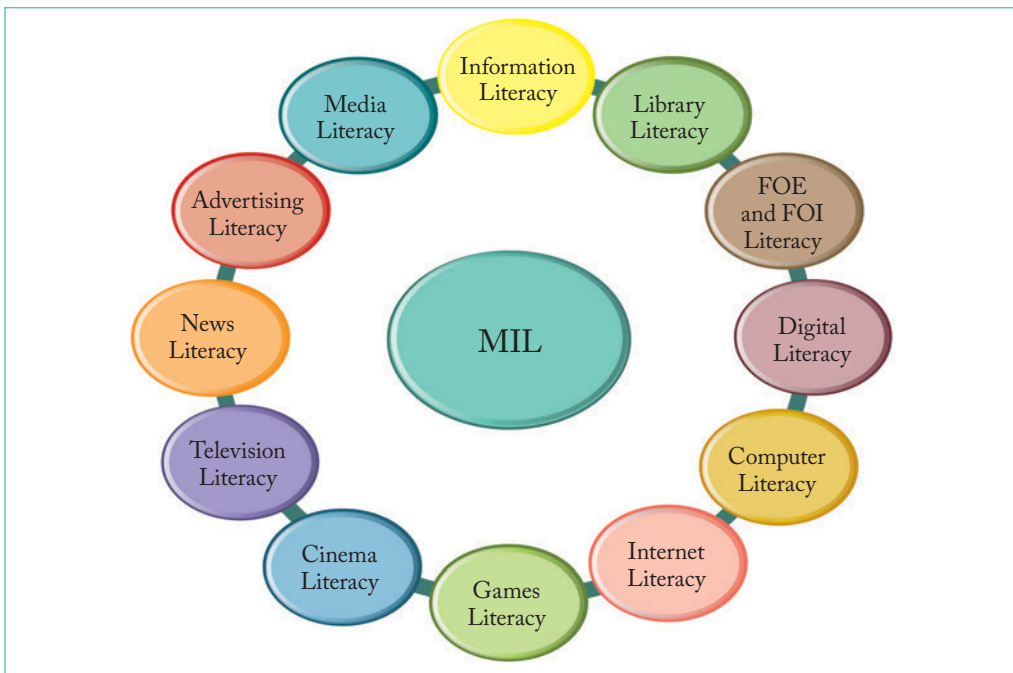 Information
Literacy
Library
Literacy
FOE
and FOI
Literacy
Digital
Literacy
Computer
Literacy
Internet
Literacy
Games
Literacy
Cinema
Literacy
Television
Literacy
News
Literacy
Advertising
Literacy
Media
Literacy
MIL